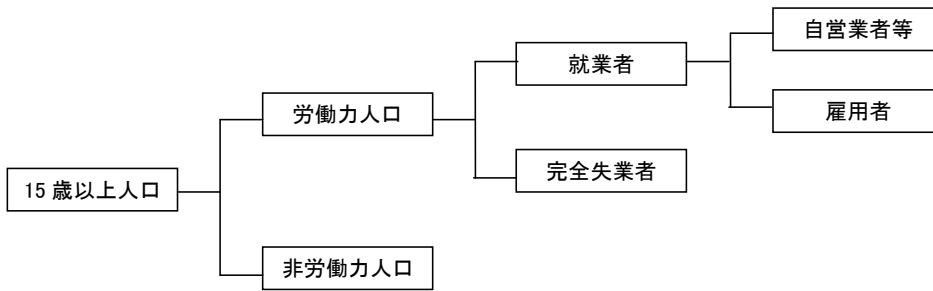 自営業者等
就業者
雇用者
労働力人口
完全失業者
15 歳以上人口
非労働力人口